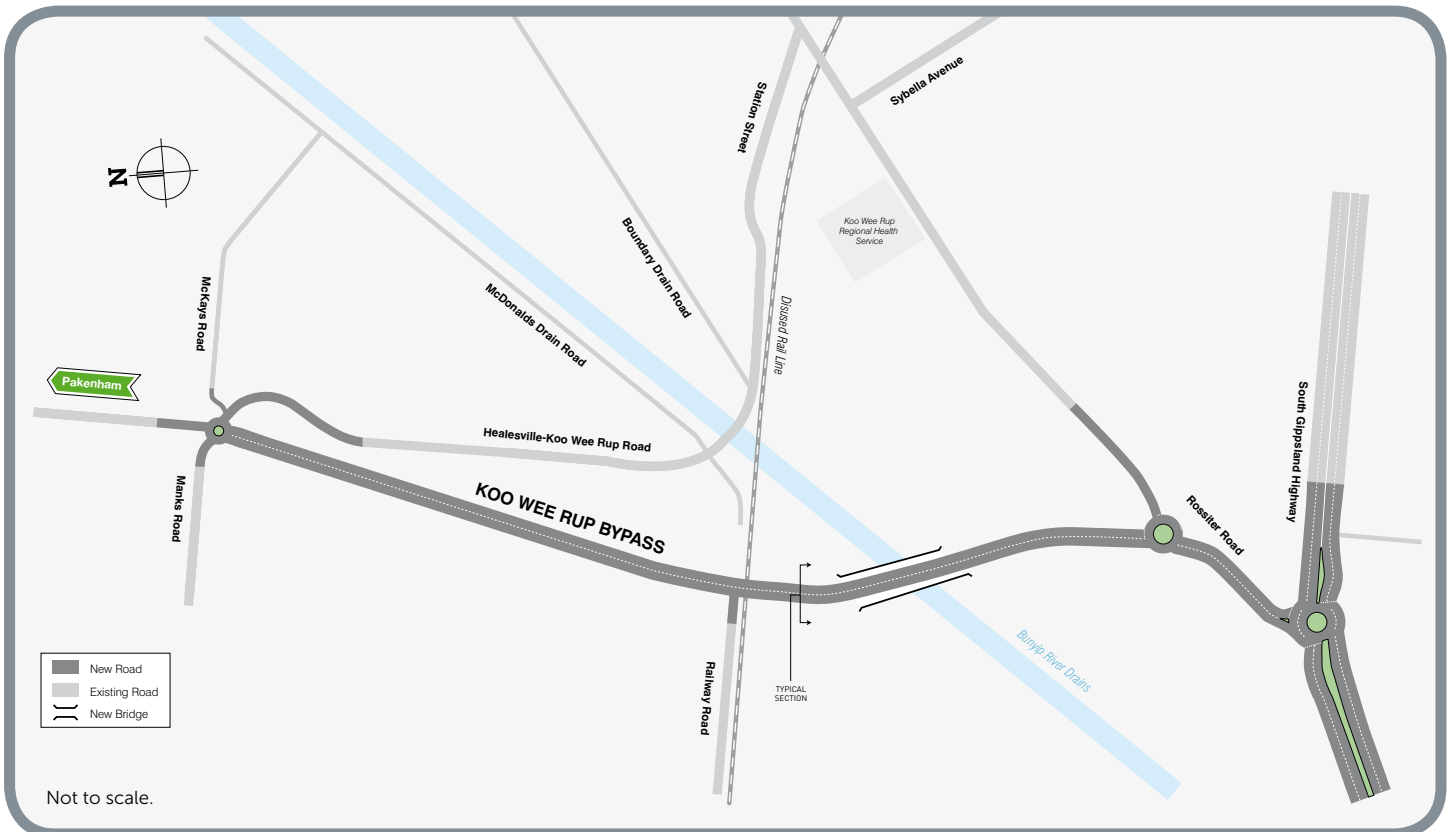 Station Street
Sybella Avenue
N
Koo Wee Rup
Regional Health
Service
Boundary Drain Road
McDonalds Drain Road
McKays Road
Disused Rail Line
Pakenham
South Gippsland Highway
Healesville-Koo Wee Rup Road
KOO WEE RUP BYPASS
Manks Road
Rossiter Road
Railway Road
TYPICAL
SECTION
Bunyip River Drains
New Road
Existing Road
New Bridge
Not to scale.